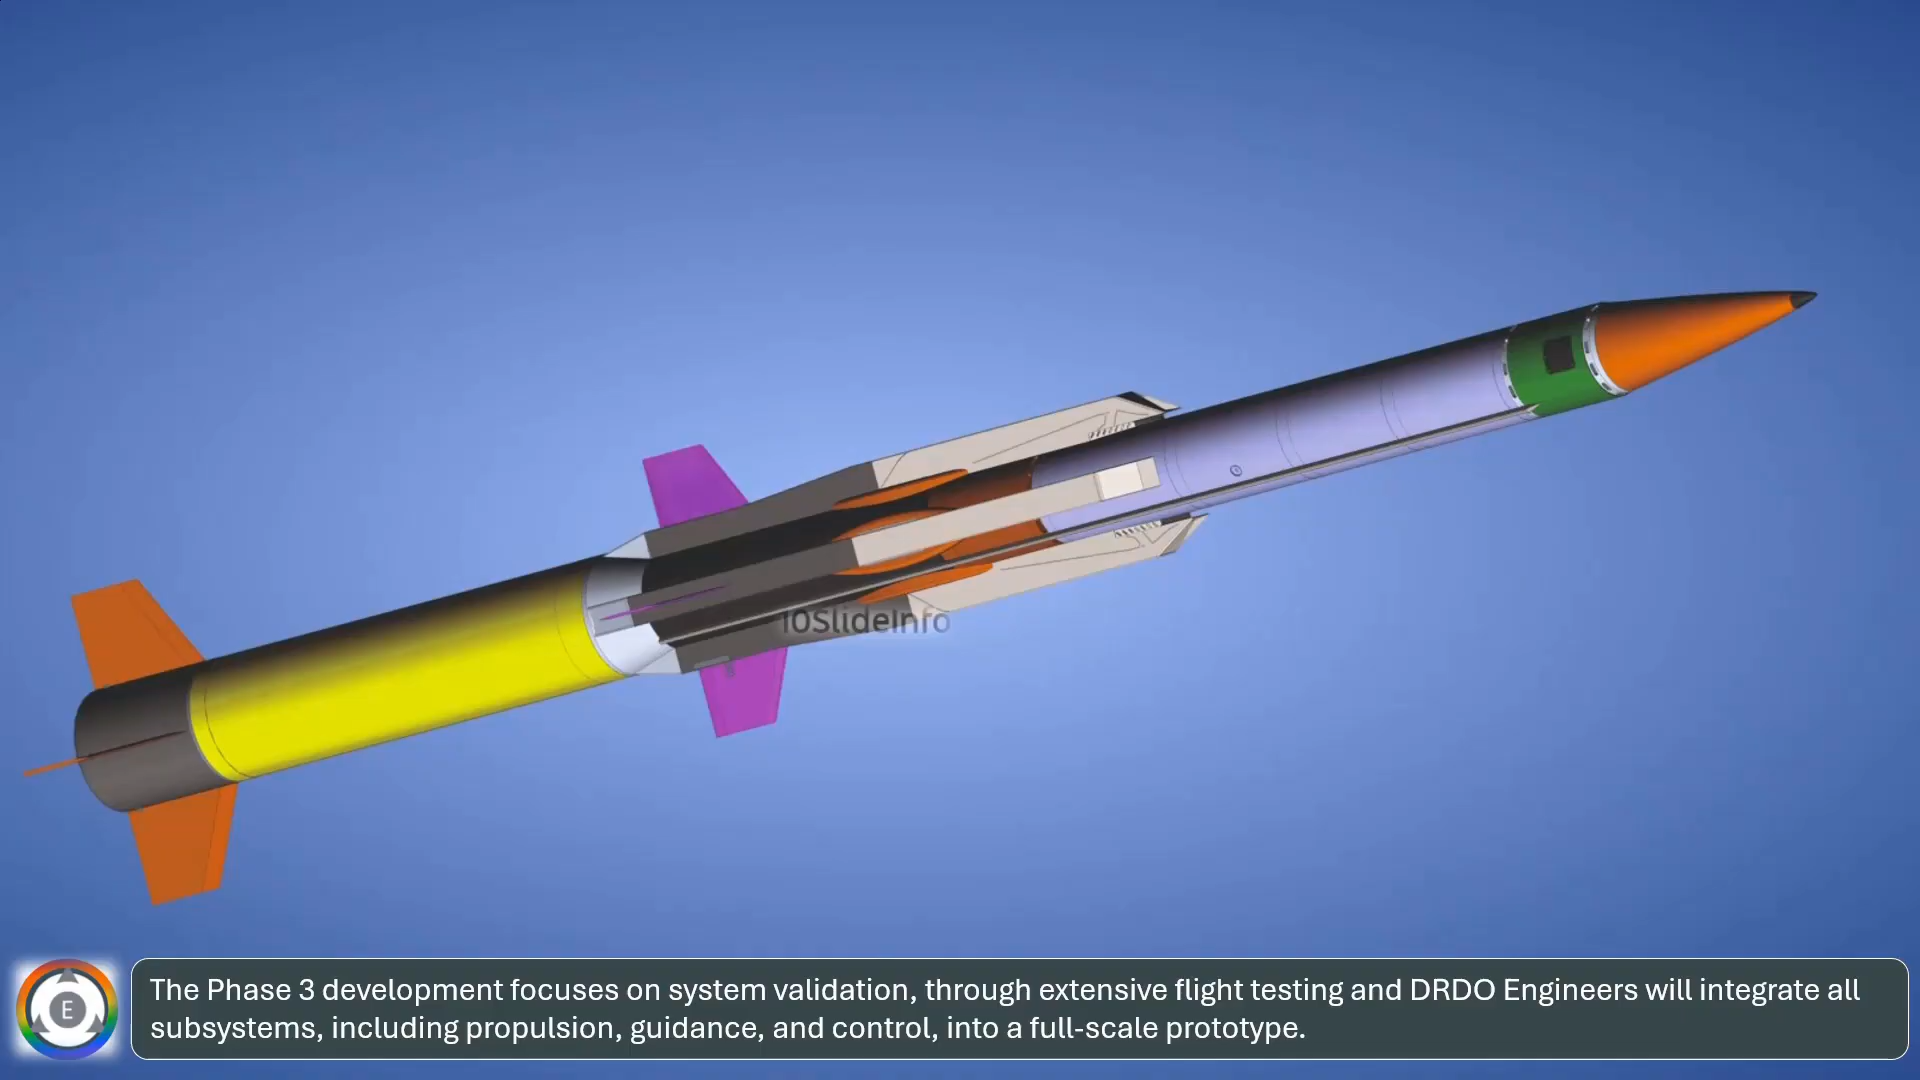 10SlideInfo
E
The Phase 3 development focuses on system validation, through extensive flight testing and DRDO Engineers will integrate all
subsystems, including propulsion, guidance, and control, into a full-scale prototype.